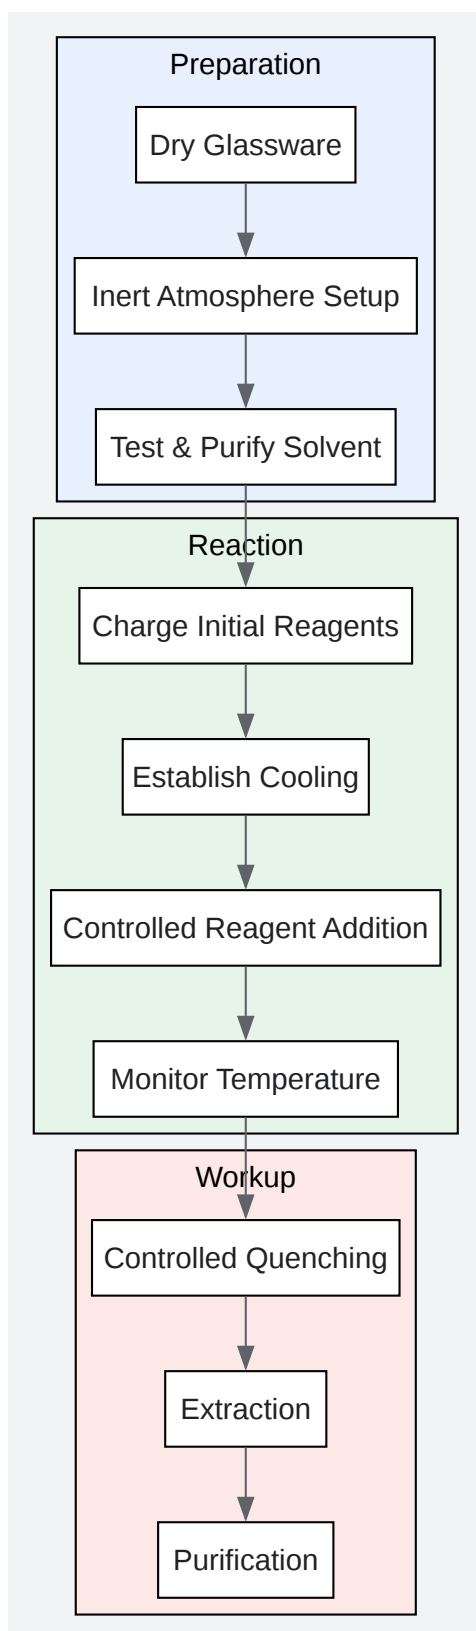 Preparation
Dry Glassware
Inert Atmosphere Setup
Test & Purify Solvent
Reaction
Charge Initial Reagents
Establish Cooling
Controlled Reagent Addition
Monitor Temperature
Workup
Controlled Quenching
Extraction
Purification